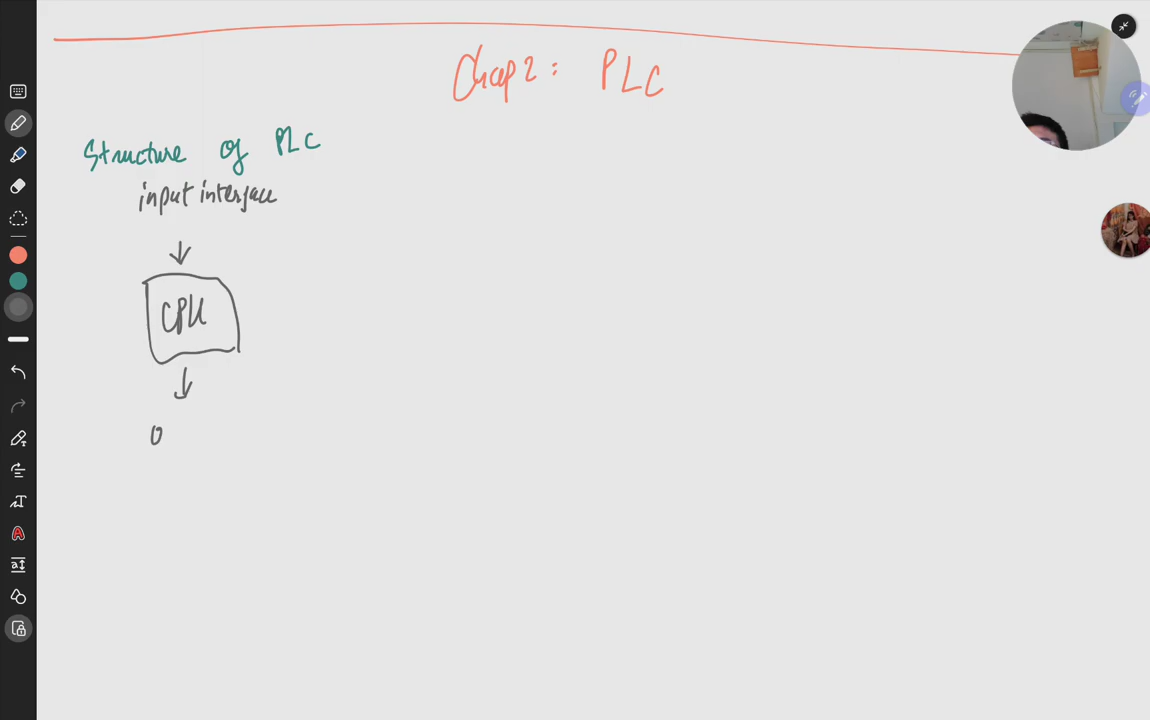 Chap 2 : PLC
Structure of PLC
input interface
CPU
O